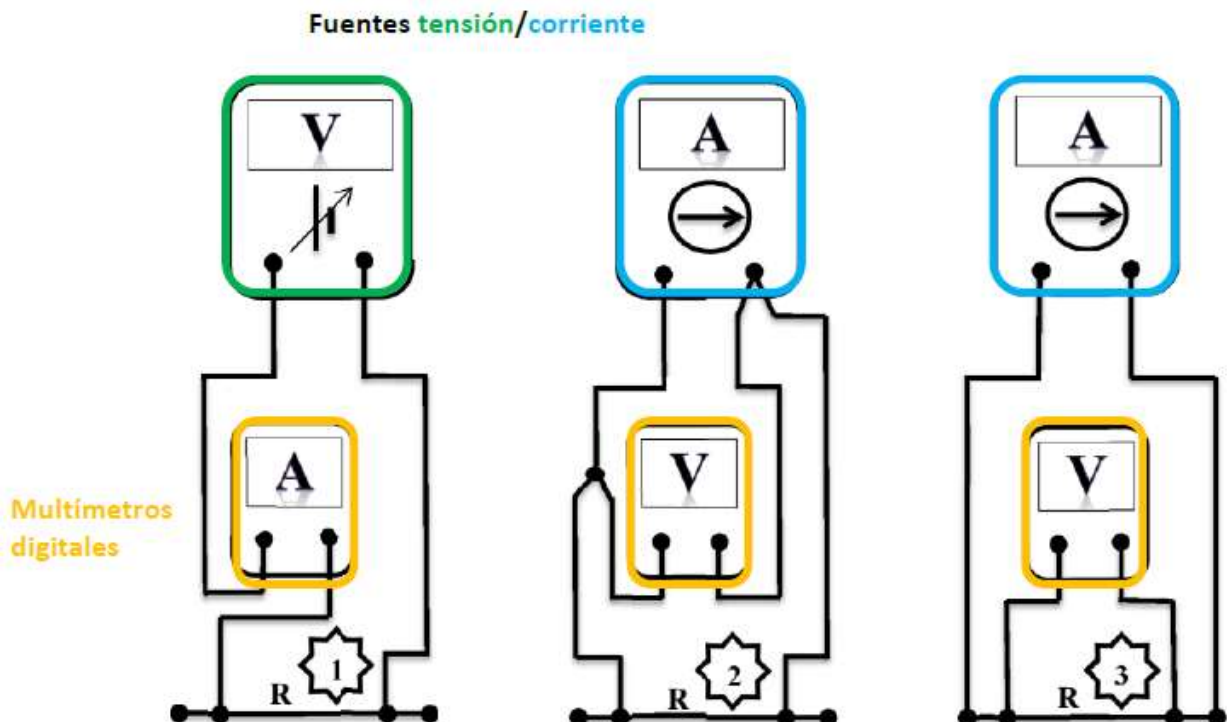 Fuentes tensión/corriente
V
A
A
A
V
V
Multímetros
digitales
1
R
2
R
3
R